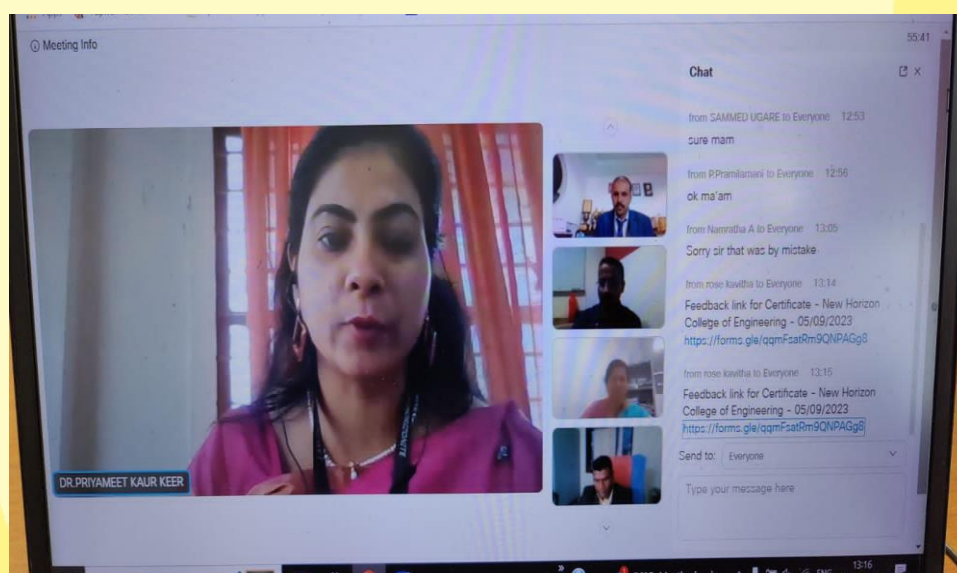 Meeting Info
55:41
DR.PRIYAMEET KAUR KEER
Chat
from SAMMED UGARE to Everyone 12:53
sure mam
from P.Pramilamani to Everyone 12:56
ok ma'am
from Namratha A to Everyone 13:05
Sorry sir that was by mistake
from rose kavitha to Everyone 13:14
Feedback link for Certificate - New Horizon
College of Engineering - 05/09/2023
https://forms.gle/qqmFsatRm9QNPAGg8
from rose kavitha to Everyone 13:15
Feedback link for Certificate - New Horizon
College of Engineering - 05/09/2023
https://forms.gle/qqmFsatRm9QNPAGg8
Send to: Everyone
Type your message here
ENG
13:16